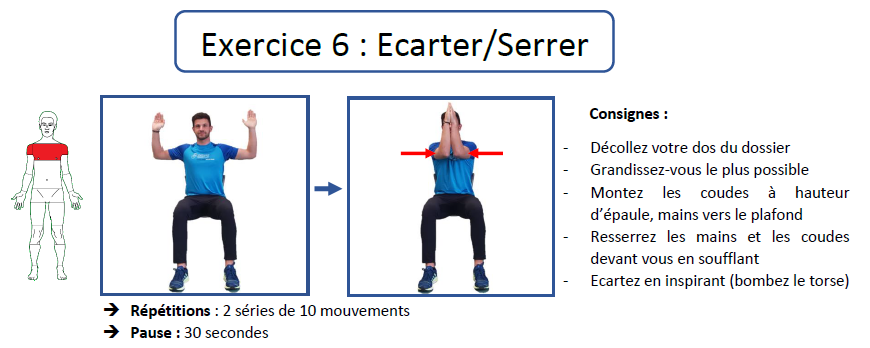 Exercice 6 : Ecarter/Serrer
Consignes :
- Décollez votre dos du dossier
- Grandissez-vous le plus possible
- Montez les coudes à hauteur
d'épaule, mains vers le plafond
- Resserrez les mains et les coudes
devant vous en soufflant
- Ecartez en inspirant (bombez le torse)
➔ Répétitions : 2 séries de 10 mouvements
➔ Pause : 30 secondes